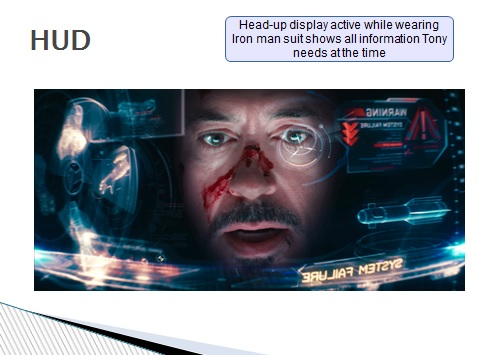 HUD
Head-up display active while wearing
Iron man suit shows all information Tony
needs at the time
WARNING
SYSTEM FAILURE
SYSTEM FAILURE